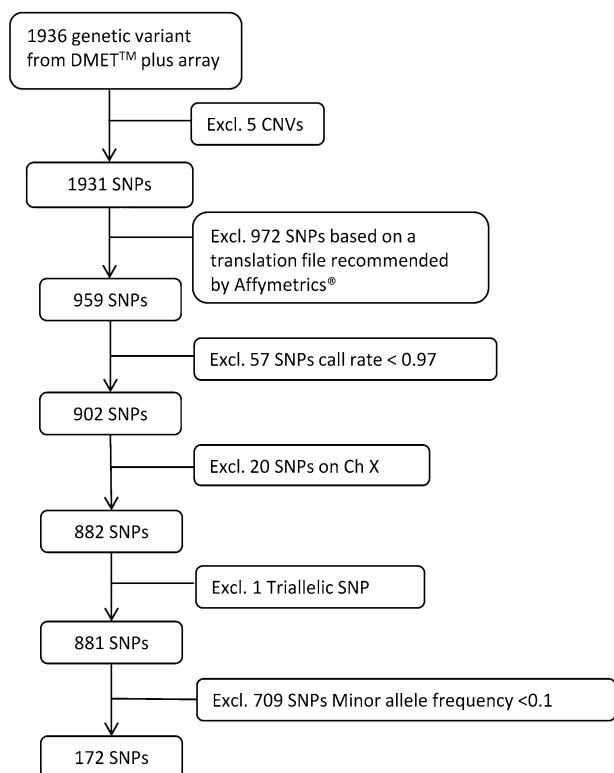 1936 genetic variant
from DMET™ plus array
Excl. 5 CNVs
1931 SNPs
Excl. 972 SNPs based on a
translation file recommended
by Affymetrics®
959 SNPs
Excl. 57 SNPs call rate < 0.97
902 SNPs
Excl. 20 SNPs on Ch X
882 SNPs
Excl. 1 Triallelic SNP
881 SNPs
Excl. 709 SNPs Minor allele frequency <0.1
172 SNPs